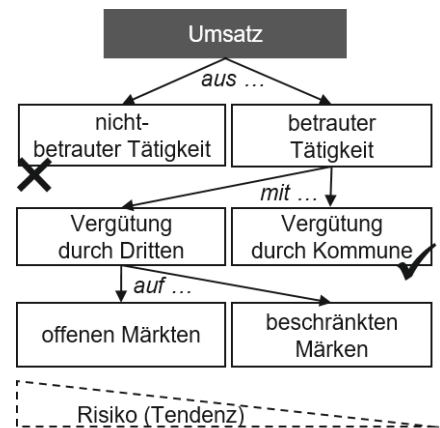 Umsatz
aus ...
nicht-
betrauter Tätigkeit
betrauter
Tätigkeit
mit ...
Vergütung
durch Dritten
Vergütung
durch Kommune
auf ...
offenen Märkten
beschränkten
Märken
Risiko (Tendenz)